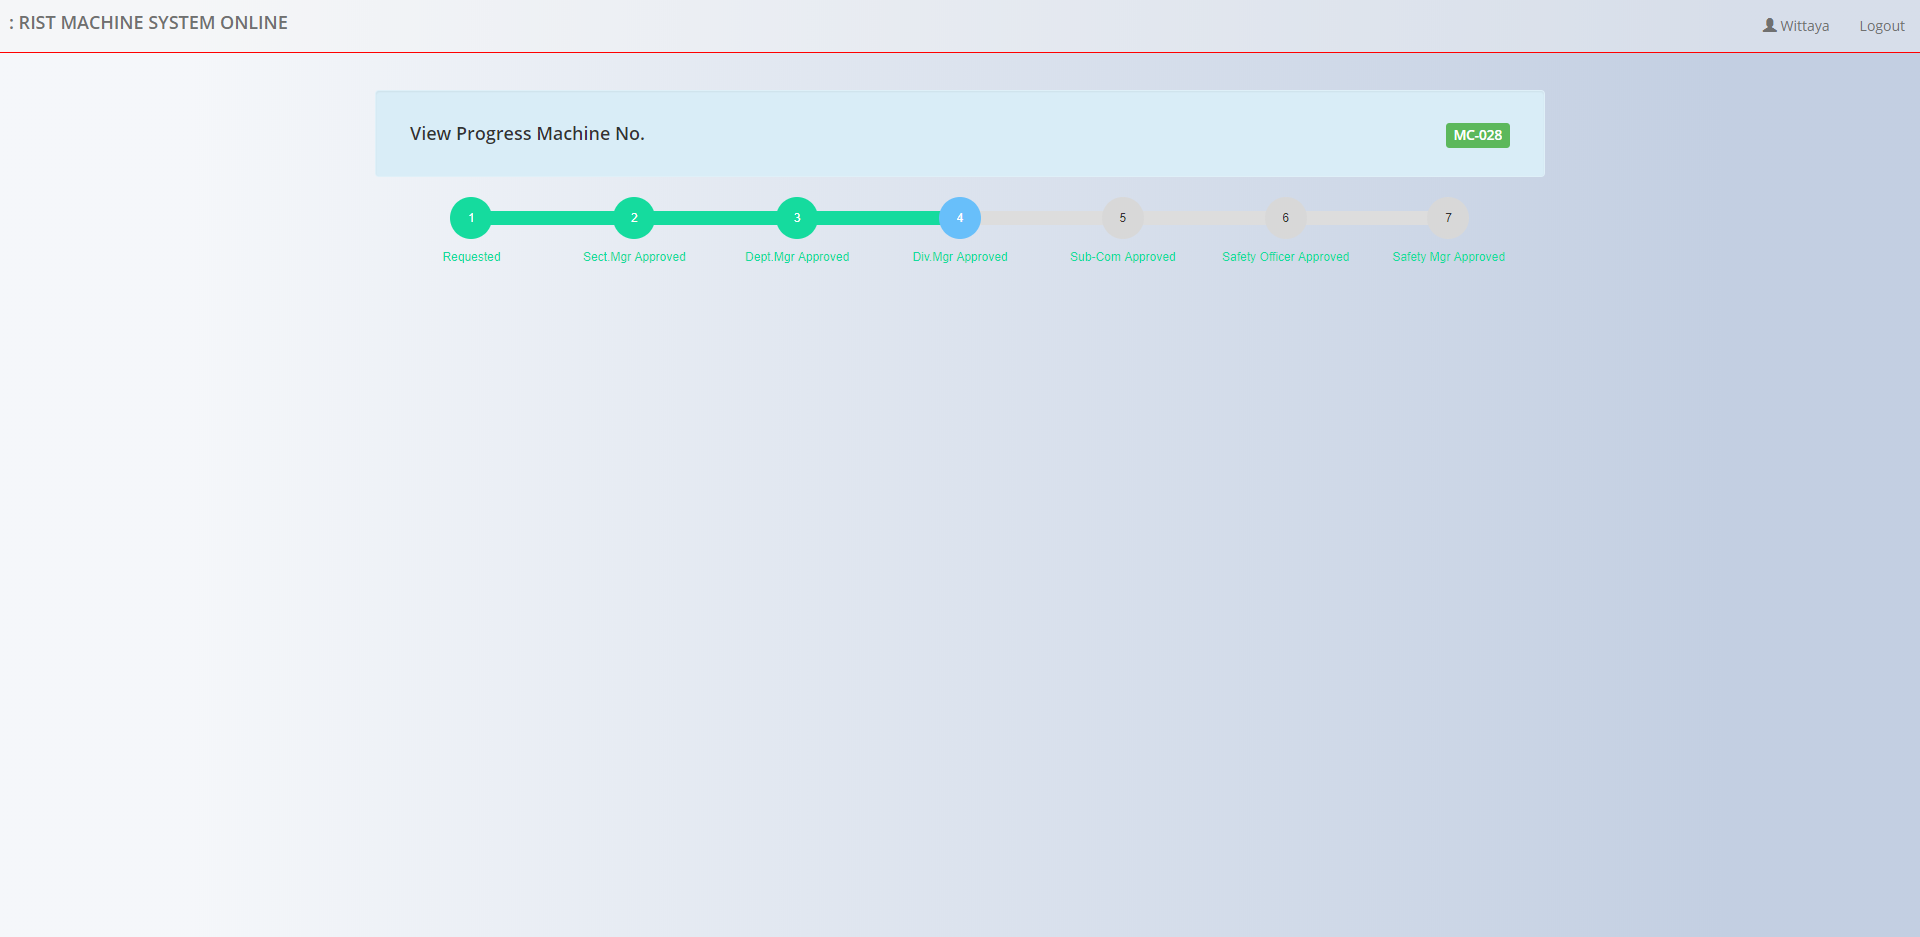 : RIST MACHINE SYSTEM ONLINE
Wittaya Logout
View Progress Machine No. MC-028
1 2 3 4 5 6 7
Requested Sect.Mgr Approved Dept.Mgr Approved Div.Mgr Approved Sub-Com Approved Safety Officer Approved Safety Mgr Approved